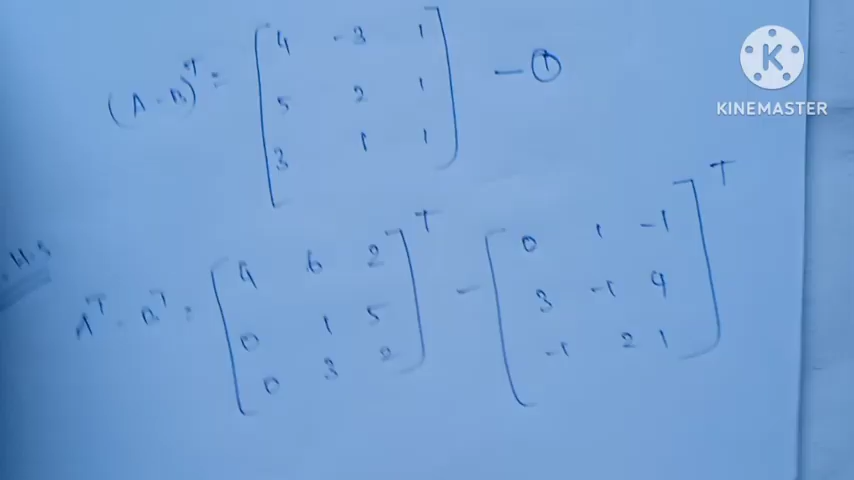 (A - B)ᵀ = [4 -3 1
5 2 1
3 1 1] - ①
K
KINEMASTER
. H.S
Aᵀ - Bᵀ = [4 6 2
0 1 5
0 3 2]ᵀ - [0 1 -1
3 -1 4
-1 2 1]ᵀ